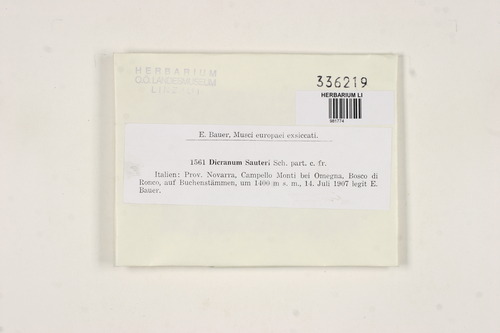 HERBARIUM
O.Ö. LANDESMUSEUM
LINZ
336219
HERBARIUM LI
E. Bauer, Musci europaei exsiccati.
1561 Dicranum Sauteri Sch. part. c. fr.
Italien: Prov. Novarra, Campello Monti bei Omegna, Bosco di
Ronco, auf Buchenstämmen, um 1400 m s. m., 14. Juli 1907 legit E.
Bauer.